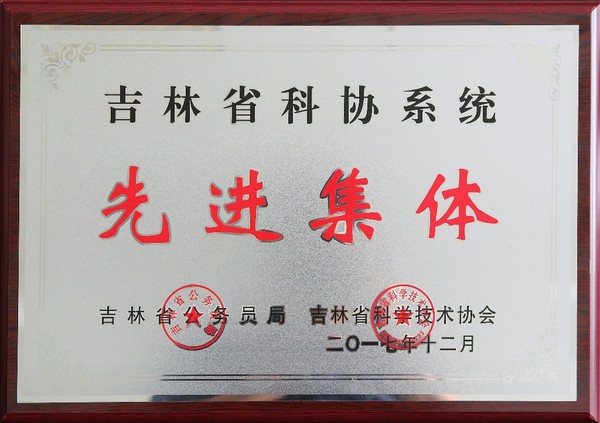 吉林省科协系统
先进集体
吉林省公务员局 吉林省科学技术协会
二〇一七年十二月